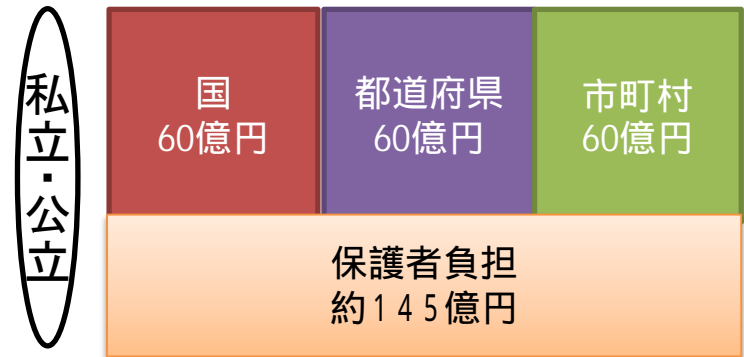 私立・公立
国
60億円
都道府県
60億円
市町村
60億円
保護者負担
約145億円